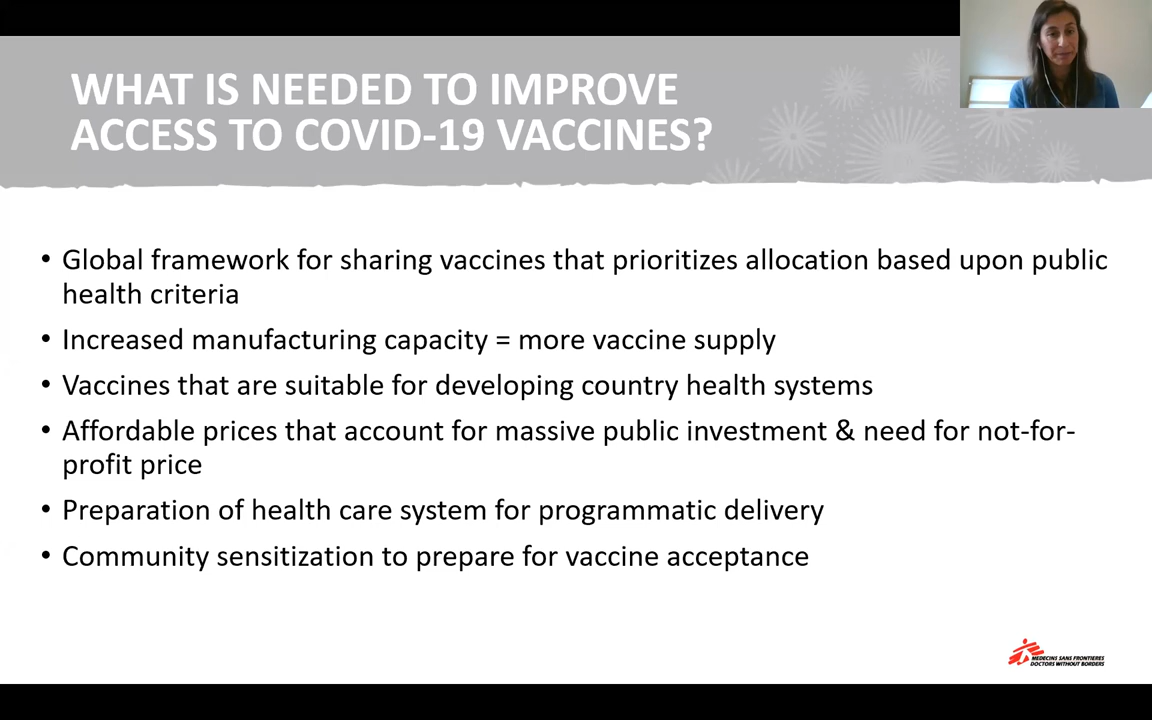 WHAT IS NEEDED TO IMPROVE
ACCESS TO COVID-19 VACCINES?
• Global framework for sharing vaccines that prioritizes allocation based upon public
health criteria
• Increased manufacturing capacity = more vaccine supply
• Vaccines that are suitable for developing country health systems
• Affordable prices that account for massive public investment & need for not-for-
profit price
• Preparation of health care system for programmatic delivery
• Community sensitization to prepare for vaccine acceptance
MEDECINS SANS FRONTIERES
DOCTORS WITHOUT BORDERS